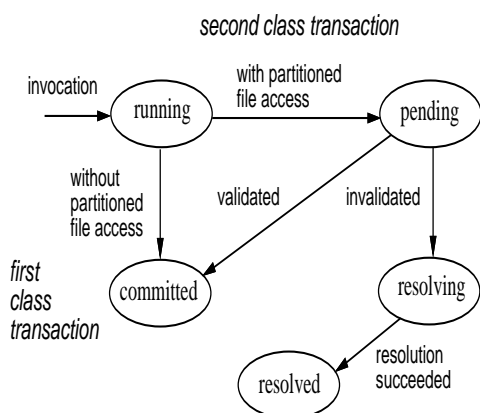 second class transaction
invocation
running
with partitioned
file access
pending
without
partitioned
file access
validated
invalidated
first
class
transaction
committed
resolving
resolved
resolution
succeeded